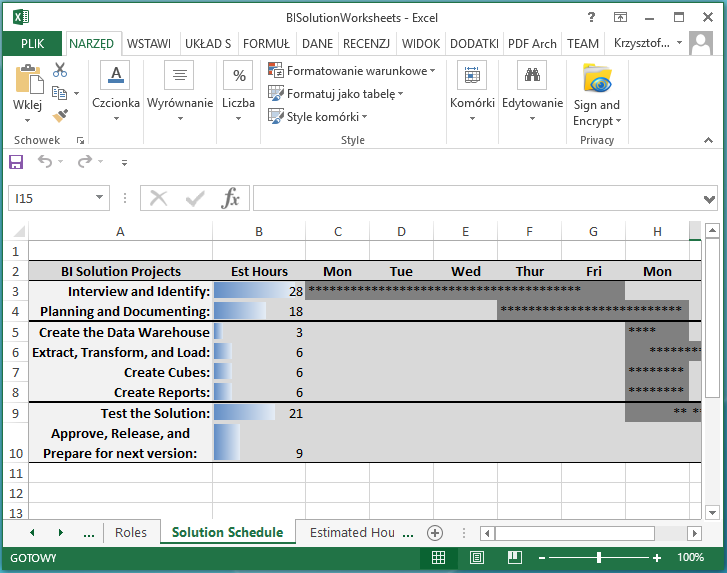 BISolutionWorksheets - Excel
PLIK NARZĘD WSTAWI UKŁAD S FORMUŁ DANE RECENZJ WIDOK DODATKI PDF Arch TEAM Krzysztof...
Wklej
Czcionka
Wyrównanie
%
Liczba
Formatowanie warunkowe
Formatuj jako tabelę
Style komórki
Komórki
Edytowanie
Sign and
Encrypt
Schowek Style Privacy
I15 fx
A B C D E F G H
1
2 BI Solution Projects Est Hours Mon Tue Wed Thur Fri Mon
3 Interview and Identify: 28 ****************************************
4 Planning and Documenting: 18 **************************
5 Create the Data Warehouse 3 ****
6 Extract, Transform, and Load: 6 ********
7 Create Cubes: 6 ********
8 Create Reports: 6 ********
9 Test the Solution: 21 ** **
Approve, Release, and
10 Prepare for next version: 9
11
12
13
... Roles Solution Schedule Estimated Hou ...
GOTOWY 100%